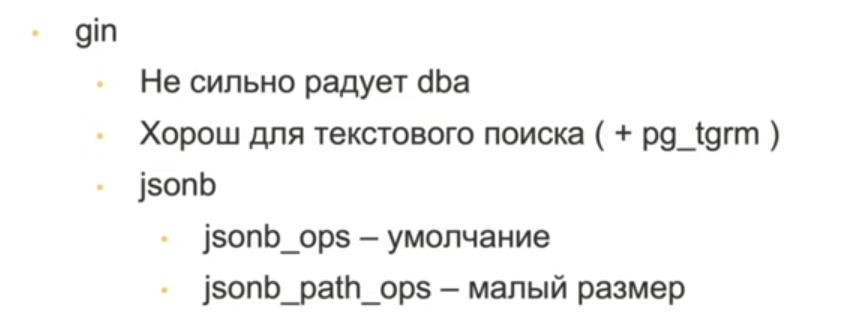 gin
Не сильно радует dba
Хорош для текстового поиска ( + pg_tgrm )
jsonb
jsonb_ops – умолчание
jsonb_path_ops – малый размер